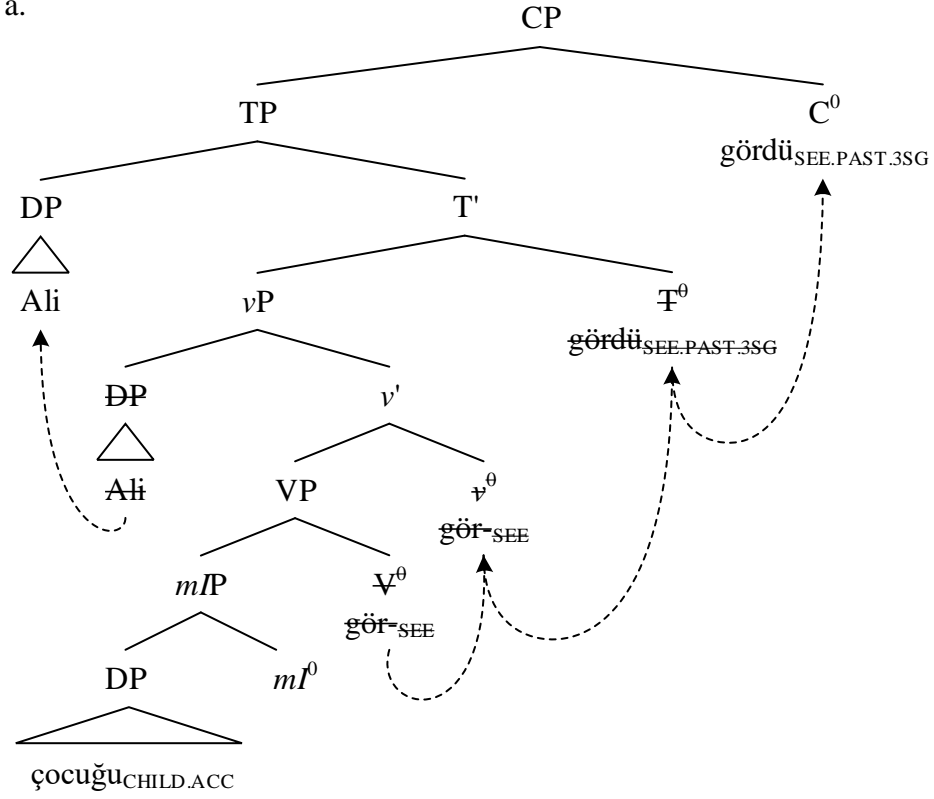 a.
CP
TP C⁰
gördüSEE.PAST.3SG
DP T'
Ali vP T⁰
gördüSEE.PAST.3SG
DP v'
Ali VP v⁰
gör-SEE
mIP V⁰
gör-SEE
DP mI⁰
çocuğuCHILD.ACC